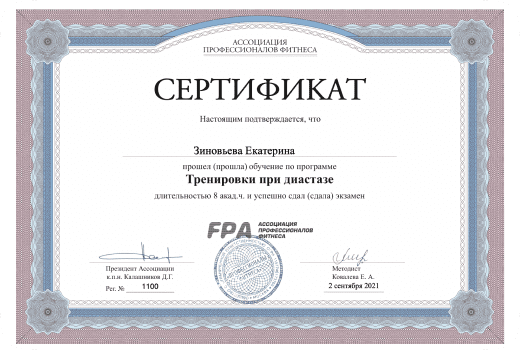 АССОЦИАЦИЯ
ПРОФЕССИОНАЛОВ ФИТНЕСА
СЕРТИФИКАТ
Настоящим подтверждается, что
Зиновьева Екатерина
прошел (прошла) обучение по программе
Тренировки при диастазе
длительностью 8 акад.ч. и успешно сдал (сдала) экзамен
FPA АССОЦИАЦИЯ
ПРОФЕССИОНАЛОВ
ФИТНЕСА
Президент Ассоциации
к.п.н. Калашников Д.Г.
Рег. № 1100
Методист
Ковалева Е. А.
2 сентября 2021